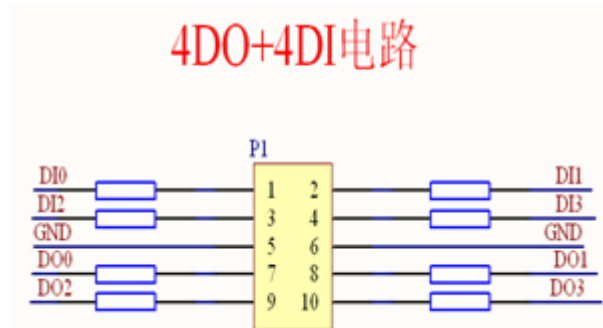 4DO+4DI电路
P1
DI0 1 2 DI1
DI2 3 4 DI3
GND 5 6 GND
DO0 7 8 DO1
DO2 9 10 DO3